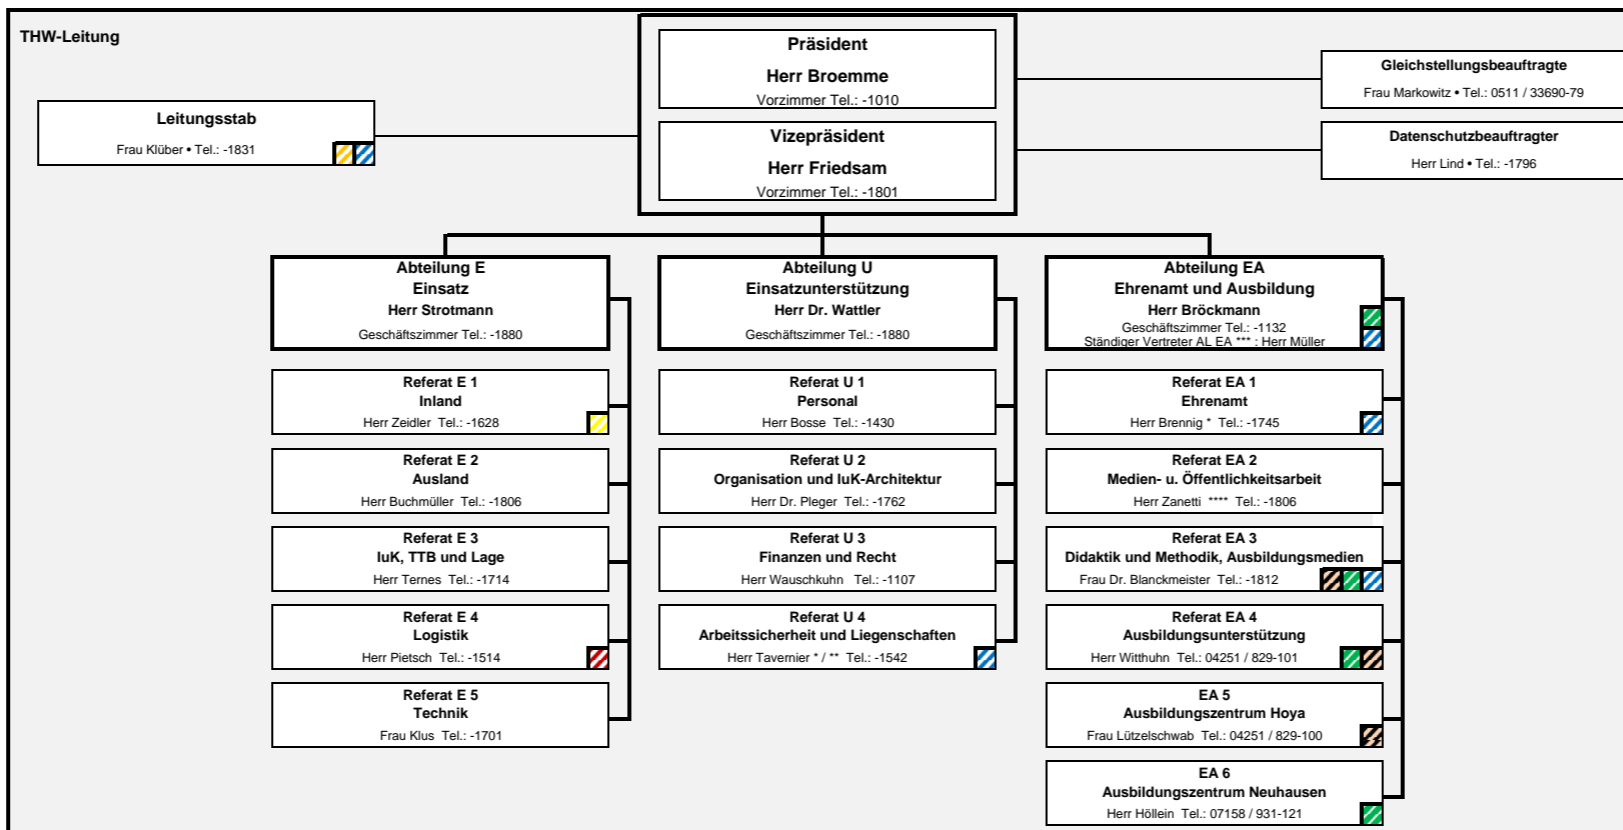 THW-Leitung
Präsident
Herr Broemme
Vorzimmer Tel.: -1010
Vizepräsident
Herr Friedsam
Vorzimmer Tel.: -1801
Leitungsstab
Frau Klüber • Tel.: -1831
Gleichstellungsbeauftragte
Frau Markowitz • Tel.: 0511 / 33690-79
Datenschutzbeauftragter
Herr Lind • Tel.: -1796
Abteilung E
Einsatz
Herr Strotmann
Geschäftszimmer Tel.: -1880
Referat E 1
Inland
Herr Zeidler Tel.: -1628
Referat E 2
Ausland
Herr Buchmüller Tel.: -1806
Referat E 3
IuK, TTB und Lage
Herr Ternes Tel.: -1714
Referat E 4
Logistik
Herr Pietsch Tel.: -1514
Referat E 5
Technik
Frau Klus Tel.: -1701
Abteilung U
Einsatzunterstützung
Herr Dr. Wattler
Geschäftszimmer Tel.: -1880
Referat U 1
Personal
Herr Bosse Tel.: -1430
Referat U 2
Organisation und IuK-Architektur
Herr Dr. Pleger Tel.: -1762
Referat U 3
Finanzen und Recht
Herr Wauschkuhn Tel.: -1107
Referat U 4
Arbeitssicherheit und Liegenschaften
Herr Tavernier * / ** Tel.: -1542
Abteilung EA
Ehrenamt und Ausbildung
Herr Bröckmann
Geschäftszimmer Tel.: -1132
Ständiger Vertreter AL EA *** : Herr Müller
Referat EA 1
Ehrenamt
Herr Brennig * Tel.: -1745
Referat EA 2
Medien- u. Öffentlichkeitsarbeit
Herr Zanetti **** Tel.: -1806
Referat EA 3
Didaktik und Methodik, Ausbildungsmedien
Frau Dr. Blanckmeister Tel.: -1812
Referat EA 4
Ausbildungsunterstützung
Herr Witthuhn Tel.: 04251 / 829-101
EA 5
Ausbildungszentrum Hoya
Frau Lützelschwab Tel.: 04251 / 829-100
EA 6
Ausbildungszentrum Neuhausen
Herr Höllein Tel.: 07158 / 931-121